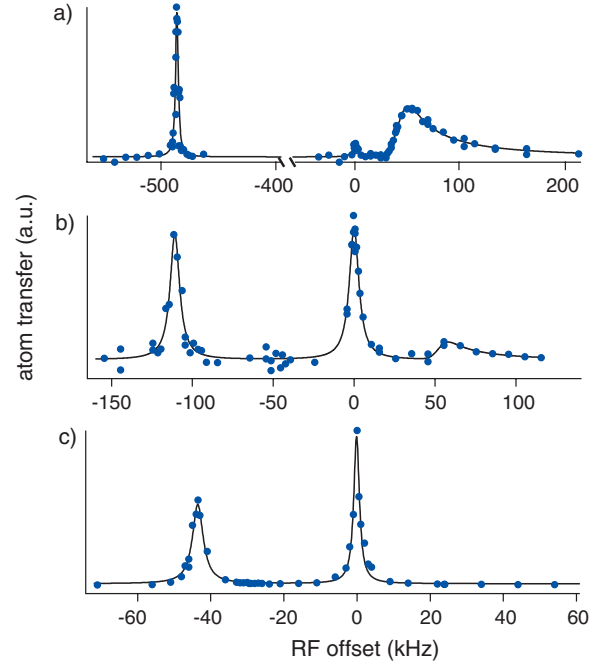 a)
-500 -400 0 100 200
b)
-150 -100 -50 0 50 100
c)
-60 -40 -20 0 20 40 60
RF offset (kHz)
atom transfer (a.u.)